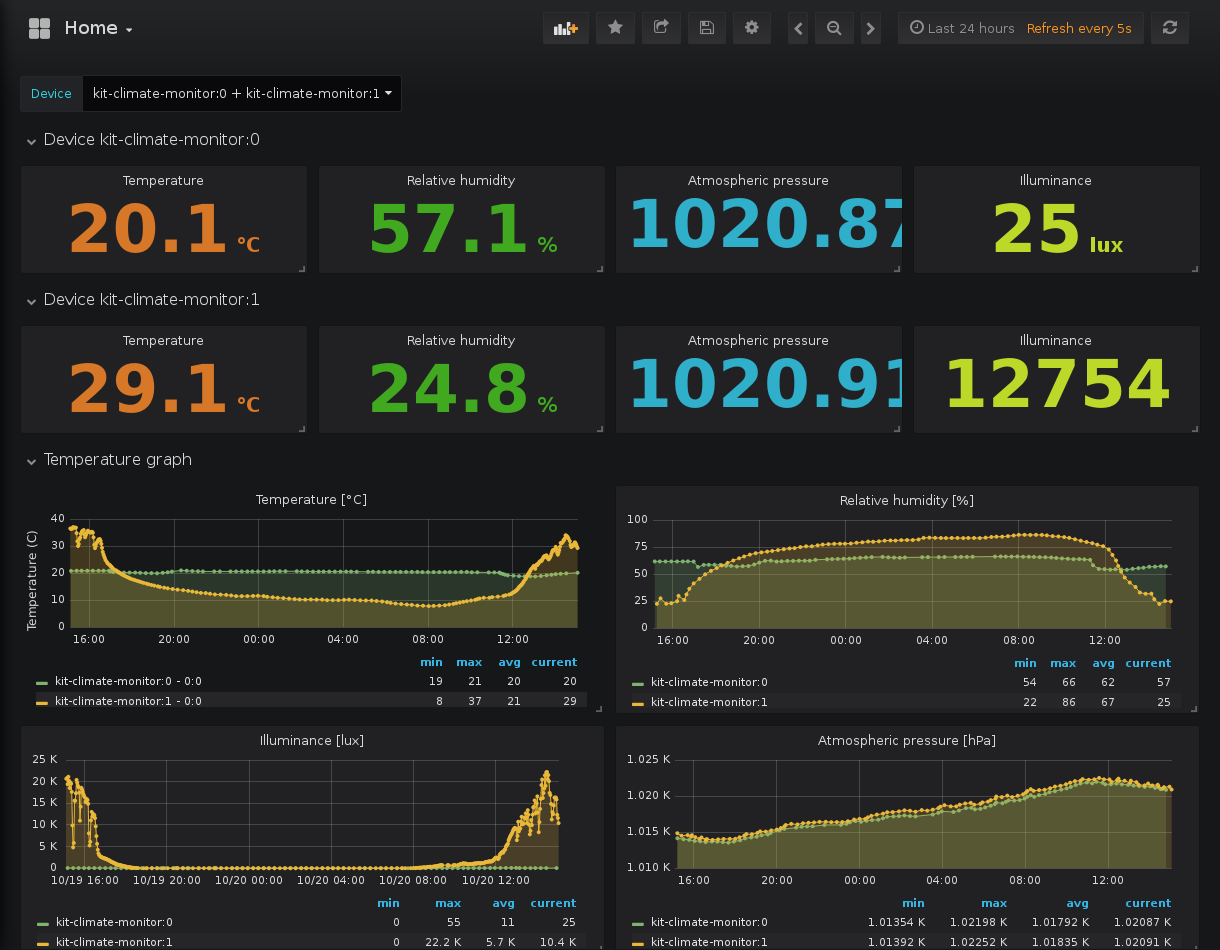 Home
Last 24 hours Refresh every 5s
Device kit-climate-monitor:0 + kit-climate-monitor:1
Device kit-climate-monitor:0
Temperature Relative humidity Atmospheric pressure Illuminance
20.1 °C 57.1 % 1020.87 25 lux
Device kit-climate-monitor:1
Temperature Relative humidity Atmospheric pressure Illuminance
29.1 °C 24.8 % 1020.91 12754
Temperature graph
Temperature [°C]
Temperature (C)
40
30
20
10
0
16:00 20:00 00:00 04:00 08:00 12:00
min max avg current
kit-climate-monitor:0 - 0:0 19 21 20 20
kit-climate-monitor:1 - 0:0 8 37 21 29
Relative humidity [%]
100
75
50
25
0
16:00 20:00 00:00 04:00 08:00 12:00
min max avg current
kit-climate-monitor:0 54 66 62 57
kit-climate-monitor:1 22 86 67 25
Illuminance [lux]
25 K
20 K
15 K
10 K
5 K
0
10/19 16:00 10/19 20:00 10/20 00:00 10/20 04:00 10/20 08:00 10/20 12:00
min max avg current
kit-climate-monitor:0 0 55 11 25
kit-climate-monitor:1 0 22.2 K 5.7 K 10.4 K
Atmospheric pressure [hPa]
1.025 K
1.020 K
1.015 K
1.010 K
16:00 20:00 00:00 04:00 08:00 12:00
min max avg current
kit-climate-monitor:0 1.01354 K 1.02198 K 1.01792 K 1.02087 K
kit-climate-monitor:1 1.01392 K 1.02252 K 1.01835 K 1.02091 K